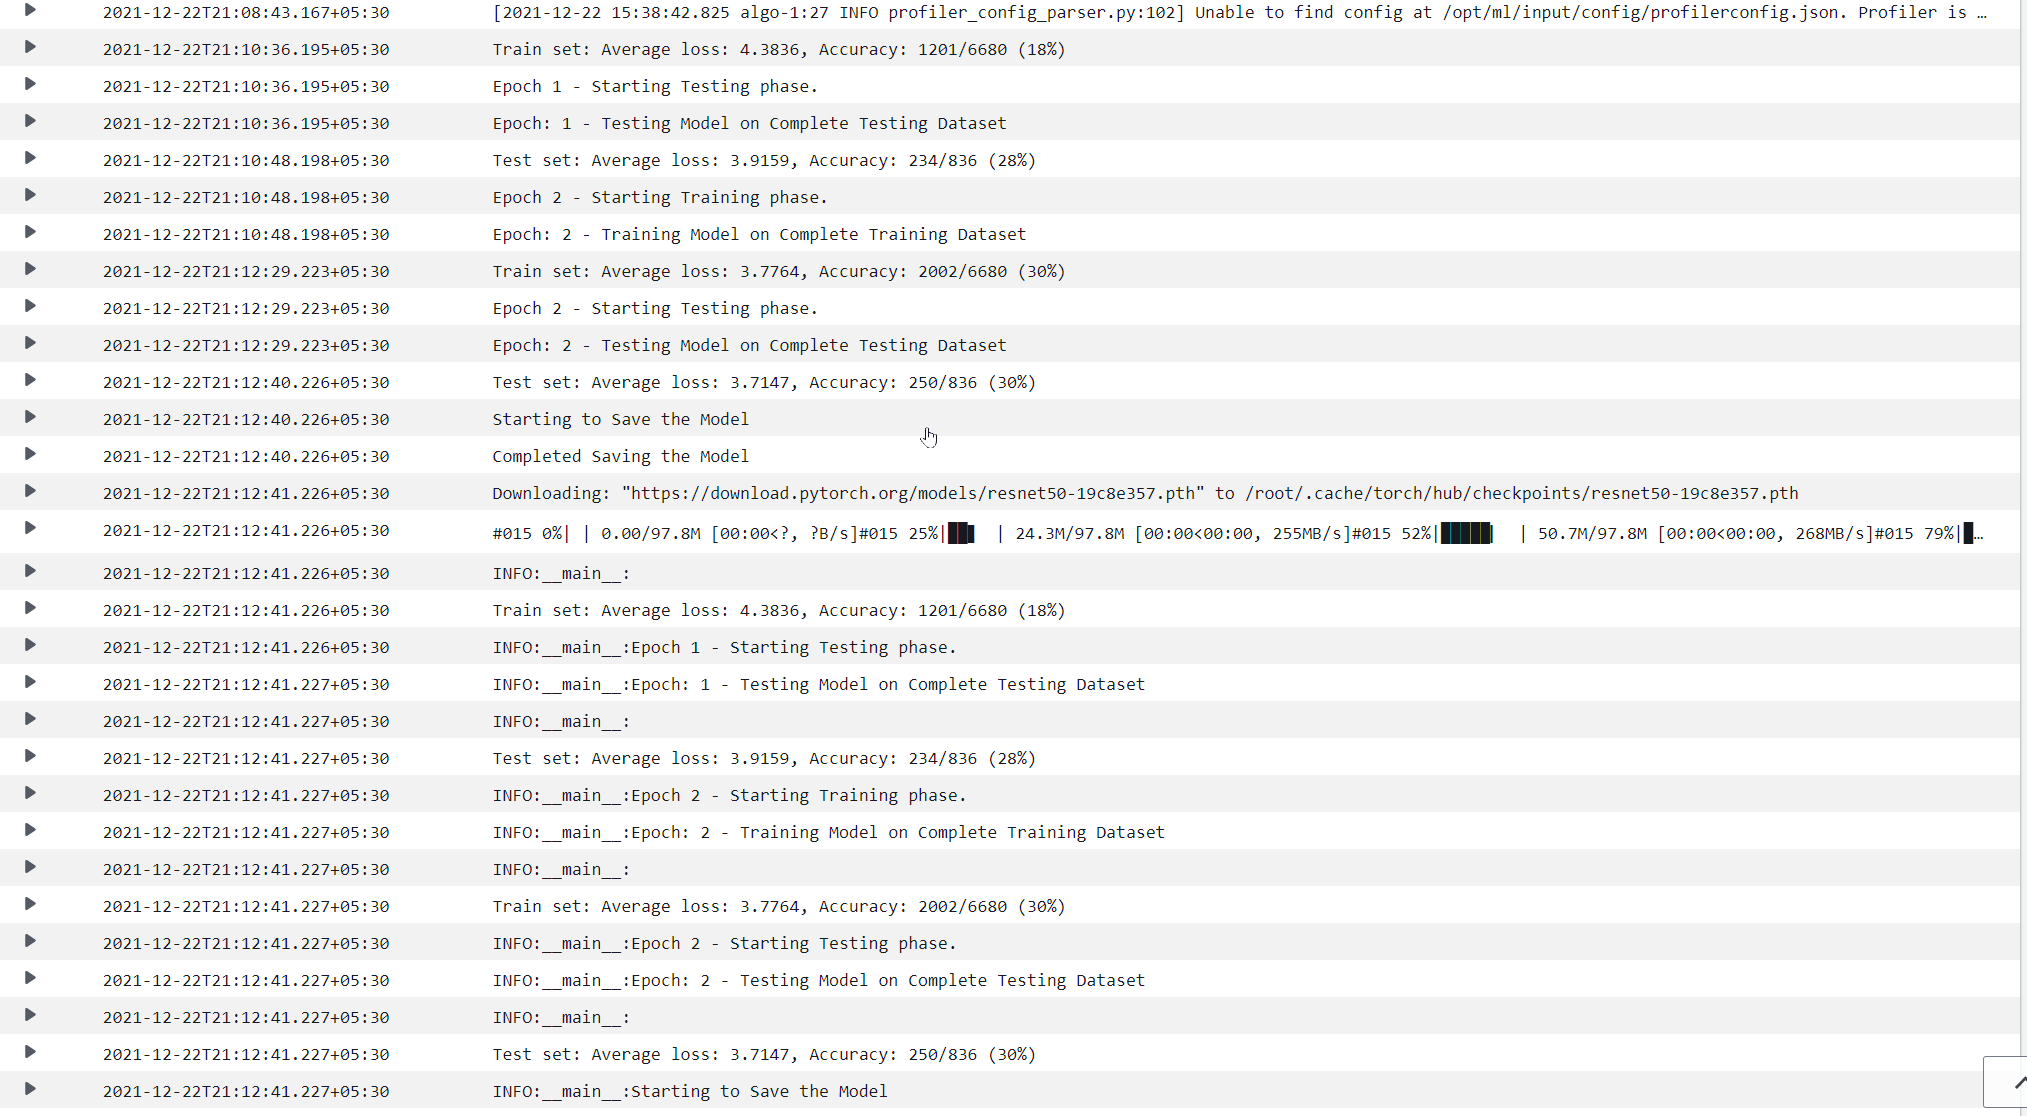 2021-12-22T21:08:43.167+05:30 [2021-12-22 15:38:42.825 algo-1:27 INFO profiler_config_parser.py:102] Unable to find config at /opt/ml/input/config/profilerconfig.json. Profiler is …
2021-12-22T21:10:36.195+05:30 Train set: Average loss: 4.3836, Accuracy: 1201/6680 (18%)
2021-12-22T21:10:36.195+05:30 Epoch 1 - Starting Testing phase.
2021-12-22T21:10:36.195+05:30 Epoch: 1 - Testing Model on Complete Testing Dataset
2021-12-22T21:10:48.198+05:30 Test set: Average loss: 3.9159, Accuracy: 234/836 (28%)
2021-12-22T21:10:48.198+05:30 Epoch 2 - Starting Training phase.
2021-12-22T21:10:48.198+05:30 Epoch: 2 - Training Model on Complete Training Dataset
2021-12-22T21:12:29.223+05:30 Train set: Average loss: 3.7764, Accuracy: 2002/6680 (30%)
2021-12-22T21:12:29.223+05:30 Epoch 2 - Starting Testing phase.
2021-12-22T21:12:29.223+05:30 Epoch: 2 - Testing Model on Complete Testing Dataset
2021-12-22T21:12:40.226+05:30 Test set: Average loss: 3.7147, Accuracy: 250/836 (30%)
2021-12-22T21:12:40.226+05:30 Starting to Save the Model
2021-12-22T21:12:40.226+05:30 Completed Saving the Model
2021-12-22T21:12:41.226+05:30 Downloading: "https://download.pytorch.org/models/resnet50-19c8e357.pth" to /root/.cache/torch/hub/checkpoints/resnet50-19c8e357.pth
2021-12-22T21:12:41.226+05:30 #015 0%| | 0.00/97.8M [00:00<?, ?B/s]#015 25%|██▌ | 24.3M/97.8M [00:00<00:00, 255MB/s]#015 52%|█████▏ | 50.7M/97.8M [00:00<00:00, 268MB/s]#015 79%|█…
2021-12-22T21:12:41.226+05:30 INFO:__main__:
2021-12-22T21:12:41.226+05:30 Train set: Average loss: 4.3836, Accuracy: 1201/6680 (18%)
2021-12-22T21:12:41.226+05:30 INFO:__main__:Epoch 1 - Starting Testing phase.
2021-12-22T21:12:41.227+05:30 INFO:__main__:Epoch: 1 - Testing Model on Complete Testing Dataset
2021-12-22T21:12:41.227+05:30 INFO:__main__:
2021-12-22T21:12:41.227+05:30 Test set: Average loss: 3.9159, Accuracy: 234/836 (28%)
2021-12-22T21:12:41.227+05:30 INFO:__main__:Epoch 2 - Starting Training phase.
2021-12-22T21:12:41.227+05:30 INFO:__main__:Epoch: 2 - Training Model on Complete Training Dataset
2021-12-22T21:12:41.227+05:30 INFO:__main__:
2021-12-22T21:12:41.227+05:30 Train set: Average loss: 3.7764, Accuracy: 2002/6680 (30%)
2021-12-22T21:12:41.227+05:30 INFO:__main__:Epoch 2 - Starting Testing phase.
2021-12-22T21:12:41.227+05:30 INFO:__main__:Epoch: 2 - Testing Model on Complete Testing Dataset
2021-12-22T21:12:41.227+05:30 INFO:__main__:
2021-12-22T21:12:41.227+05:30 Test set: Average loss: 3.7147, Accuracy: 250/836 (30%)
2021-12-22T21:12:41.227+05:30 INFO:__main__:Starting to Save the Model